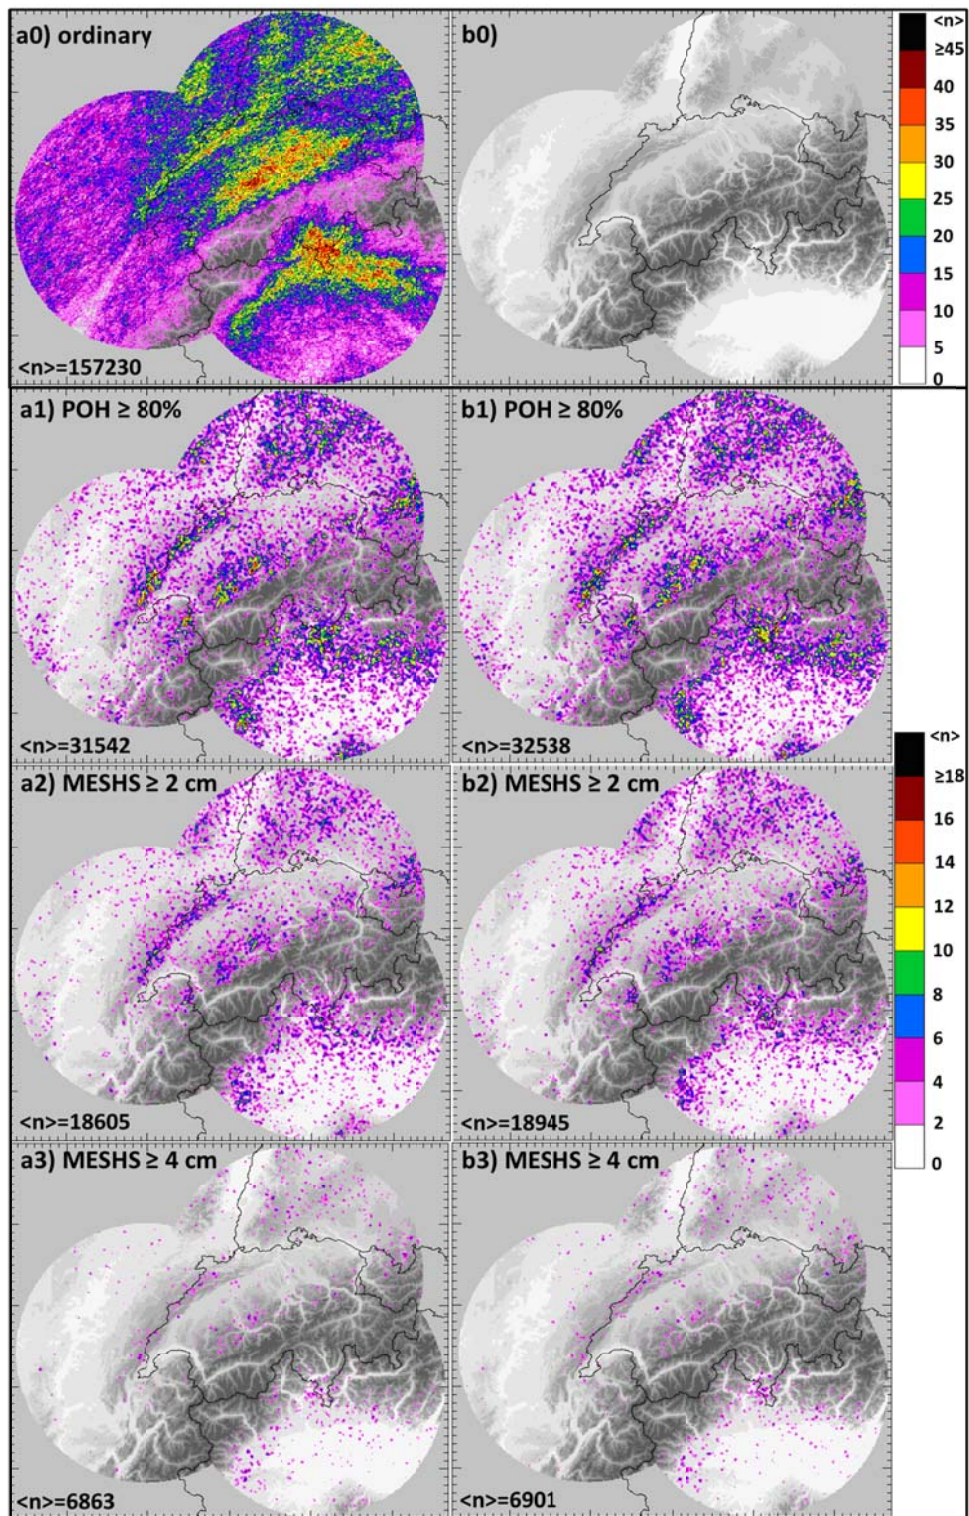 a0) ordinary
b0)
<n>
≥45
40
35
30
25
20
15
10
5
0
<n>=157230
a1) POH ≥ 80%
b1) POH ≥ 80%
<n>=31542
<n>=32538
a2) MESHS ≥ 2 cm
b2) MESHS ≥ 2 cm
<n>
≥18
16
14
12
10
8
6
4
2
0
<n>=18605
<n>=18945
a3) MESHS ≥ 4 cm
b3) MESHS ≥ 4 cm
<n>=6863
<n>=6901